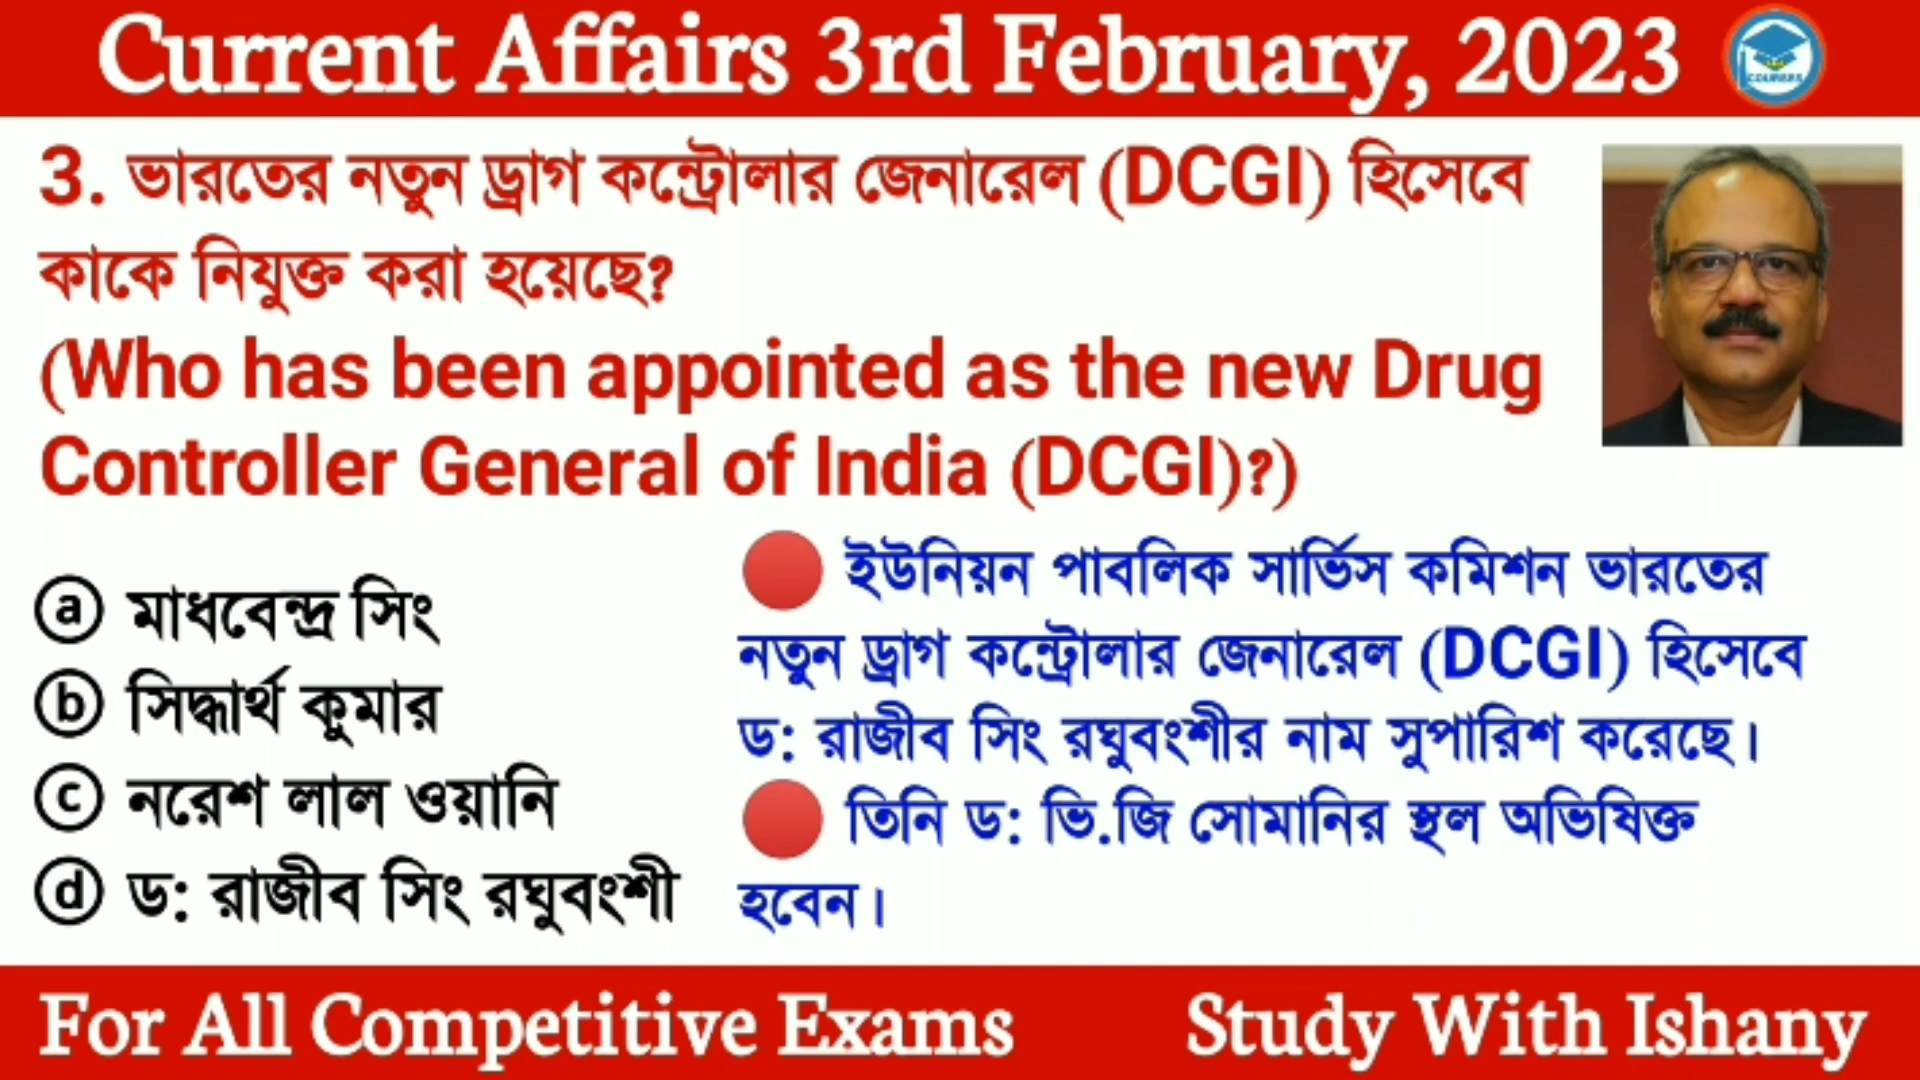 Current Affairs 3rd February, 2023
COURSES
3. ভারতের নতুন ড্রাগ কন্ট্রোলার জেনারেল (DCGI) হিসেবে
কাকে নিযুক্ত করা হয়েছে?
(Who has been appointed as the new Drug
Controller General of India (DCGI)?)
ⓐ মাধবেন্দ্র সিং
ⓑ সিদ্ধার্থ কুমার
ⓒ নরেশ লাল ওয়ানি
ⓓ ড: রাজীব সিং রঘুবংশী
🔴 ইউনিয়ন পাবলিক সার্ভিস কমিশন ভারতের
নতুন ড্রাগ কন্ট্রোলার জেনারেল (DCGI) হিসেবে
ড: রাজীব সিং রঘুবংশীর নাম সুপারিশ করেছে।
🔴 তিনি ড: ভি.জি সোমানির স্থল অভিষিক্ত
হবেন।
For All Competitive Exams
Study With Ishany